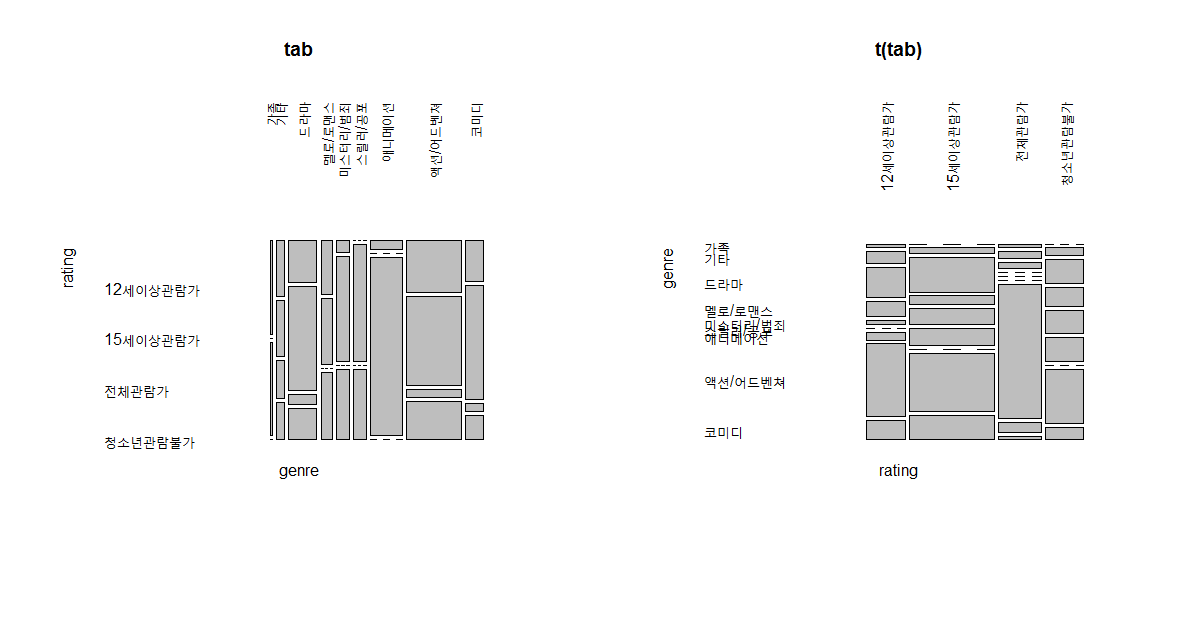 tab
가족
기타
드라마
멜로/로맨스
미스터리/범죄
스릴러/공포
애니메이션
액션/어드벤쳐
코미디
rating
12세이상관람가
15세이상관람가
전체관람가
청소년관람불가
genre
t(tab)
12세이상관람가
15세이상관람가
전체관람가
청소년관람불가
genre
가족
기타
드라마
멜로/로맨스
미스터리/범죄
스릴러/공포
애니메이션
액션/어드벤쳐
코미디
rating